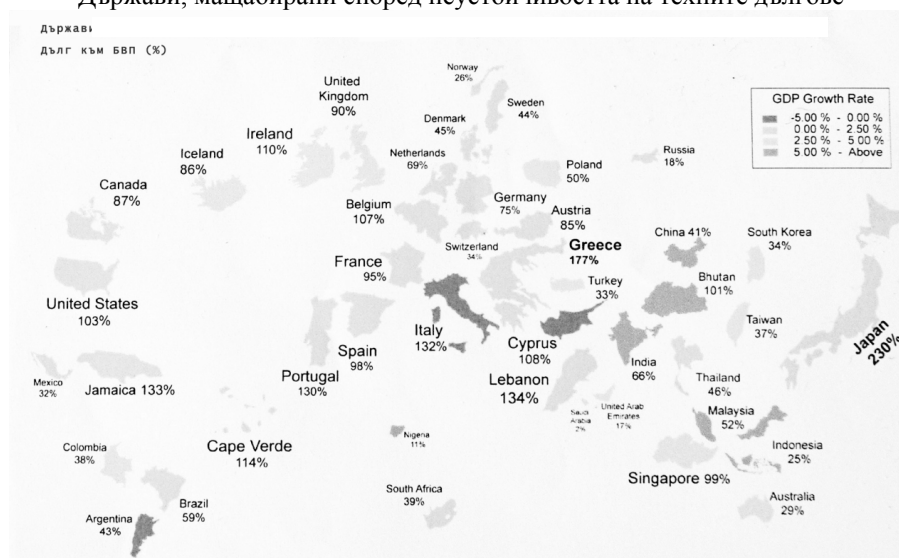 Държави, мащабирани според неустойчивостта на техните дългове
Държави
Дълг към БВП (%)
Norway
26%
United
Kingdom
90%
Sweden
44%
GDP Growth Rate
-5.00 % - 0.00 %
0.00 % - 2.50 %
2.50 % - 5.00 %
5.00 % - Above
Denmark
45%
Ireland
110%
Iceland
86%
Netherlands
69%
Poland
50%
Russia
18%
Canada
87%
Belgium
107%
Germany
75%
Austria
85%
Greece
177%
China 41%
South Korea
34%
Switzerland
34%
France
95%
Turkey
33%
Bhutan
101%
United States
103%
Italy
132%
Cyprus
108%
Taiwan
37%
Japan
230%
Spain
98%
India
66%
Portugal
130%
Lebanon
134%
Thailand
46%
Mexico
32%
Jamaica 133%
Saudi
Arabia
2%
United Arab
Emirates
17%
Malaysia
52%
Nigeria
11%
Cape Verde
114%
Colombia
38%
Indonesia
25%
Singapore 99%
South Africa
39%
Brazil
59%
Australia
29%
Argentina
43%